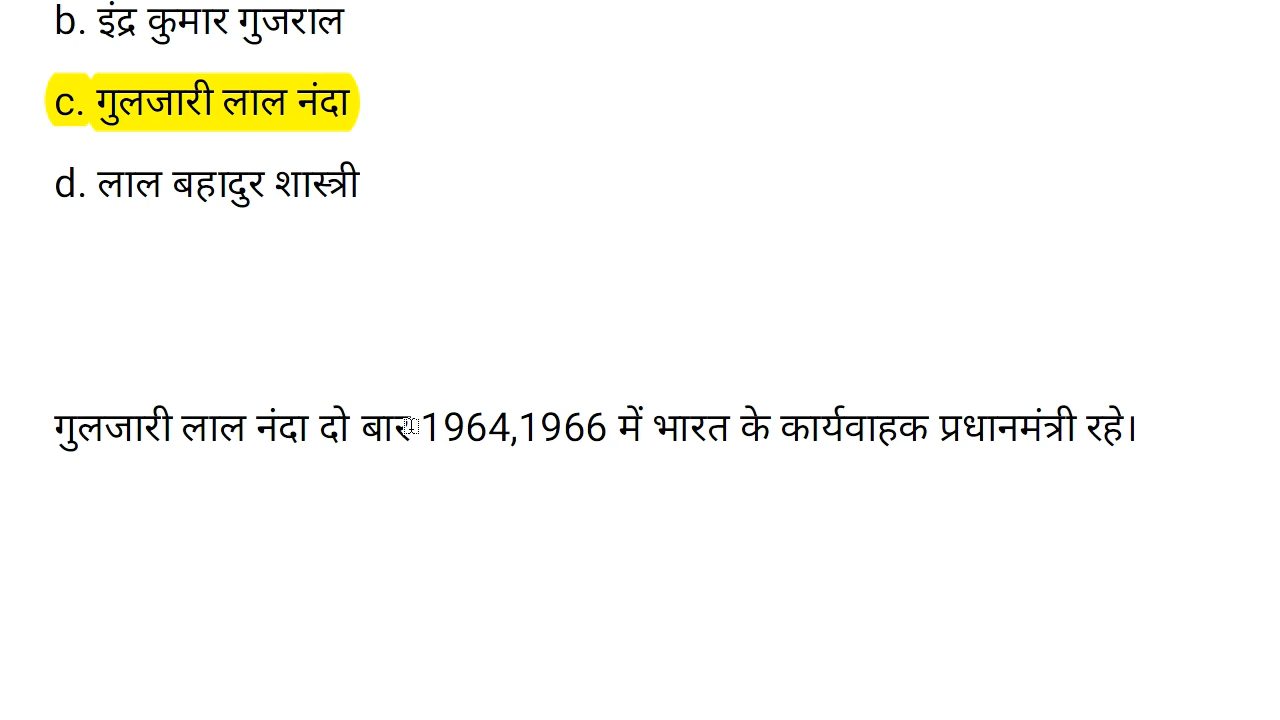 b. इंद्र कुमार गुजराल
c. गुलजारी लाल नंदा
d. लाल बहादुर शास्त्री
गुलजारी लाल नंदा दो बार 1964,1966 में भारत के कार्यवाहक प्रधानमंत्री रहे।